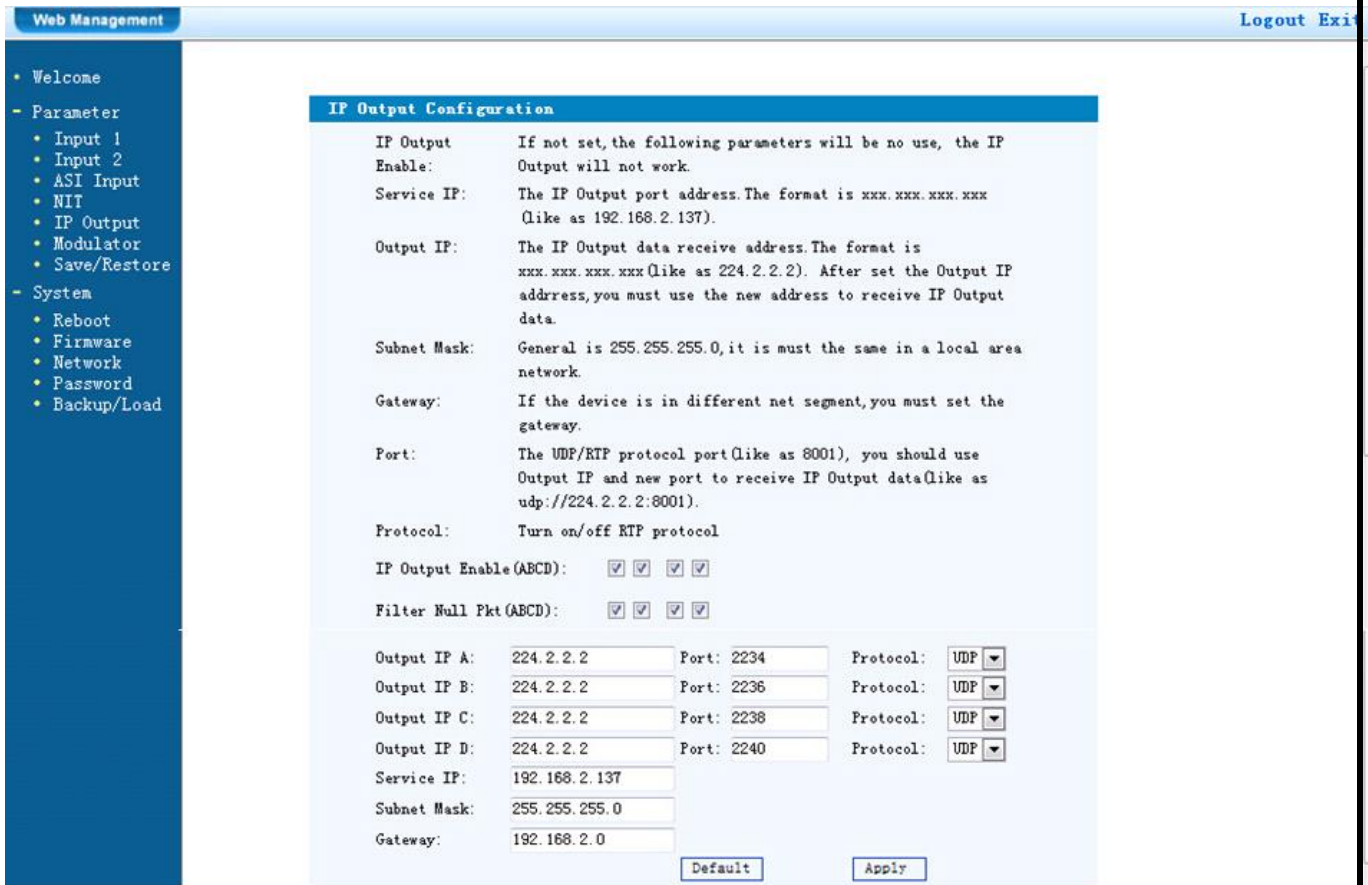 Web Management
Logout Exit
Welcome
Parameter
Input 1
Input 2
ASI Input
NIT
IP Output
Modulator
Save/Restore
System
Reboot
Firmware
Network
Password
Backup/Load
IP Output Configuration
IP Output Enable: If not set, the following parameters will be no use, the IP
Output will not work.
Service IP: The IP Output port address. The format is xxx.xxx.xxx.xxx
(like as 192.168.2.137).
Output IP: The IP Output data receive address. The format is
xxx.xxx.xxx.xxx(like as 224.2.2.2). After set the Output IP
addrress, you must use the new address to receive IP Output
data.
Subnet Mask: General is 255.255.255.0, it is must the same in a local area
network.
Gateway: If the device is in different net segment, you must set the
gateway.
Port: The UDP/RTP protocol port(like as 8001), you should use
Output IP and new port to receive IP Output data(like as
udp://224.2.2.2:8001).
Protocol: Turn on/off RTP protocol
IP Output Enable(ABCD):
Filter Null Pkt(ABCD):
Output IP A: 224.2.2.2 Port: 2234 Protocol: UDP
Output IP B: 224.2.2.2 Port: 2236 Protocol: UDP
Output IP C: 224.2.2.2 Port: 2238 Protocol: UDP
Output IP D: 224.2.2.2 Port: 2240 Protocol: UDP
Service IP: 192.168.2.137
Subnet Mask: 255.255.255.0
Gateway: 192.168.2.0
Default Apply